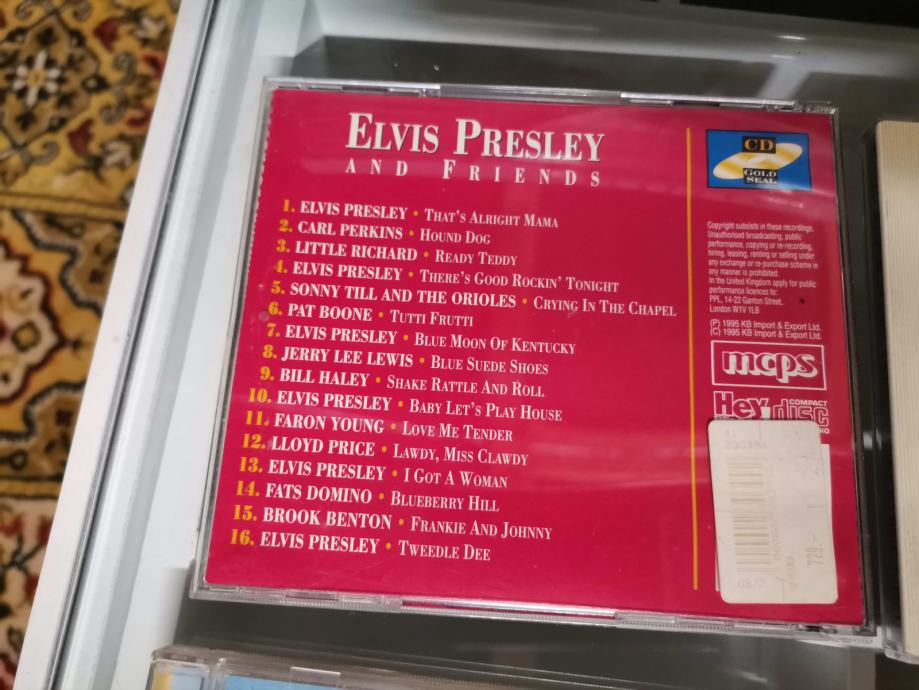 ELVIS PRESLEY
AND FRIENDS
1. ELVIS PRESLEY • THAT'S ALRIGHT MAMA
2. CARL PERKINS • HOUND DOG
3. LITTLE RICHARD • READY TEDDY
4. ELVIS PRESLEY • THERE'S GOOD ROCKIN' TONIGHT
5. SONNY TILL AND THE ORIOLES • CRYING IN THE CHAPEL
6. PAT BOONE • TUTTI FRUTTI
7. ELVIS PRESLEY • BLUE MOON OF KENTUCKY
8. JERRY LEE LEWIS • BLUE SUEDE SHOES
9. BILL HALEY • SHAKE RATTLE AND ROLL
10. ELVIS PRESLEY • BABY LET'S PLAY HOUSE
11. FARON YOUNG • LOVE ME TENDER
12. LLOYD PRICE • LAWDY, MISS CLAWDY
13. ELVIS PRESLEY • I GOT A WOMAN
14. FATS DOMINO • BLUEBERRY HILL
15. BROOK BENTON • FRANKIE AND JOHNNY
16. ELVIS PRESLEY • TWEEDLE DEE
CD
GOLD
SEAL
Copyright subsists in these recordings.
Unauthorised broadcasting, public
performance, copying or re-recording,
hiring, leasing, renting or selling under
any exchange or re-purchase scheme in
any manner is prohibited.
In the United Kingdom apply for public
performance licences to:
PPL, 14-22 Ganton Street,
London W1V 1LB
(P) 1995 KB Import & Export Ltd.
(C) 1995 KB Import & Export Ltd.
mcps
Hey
COMPACT
disc
729.-